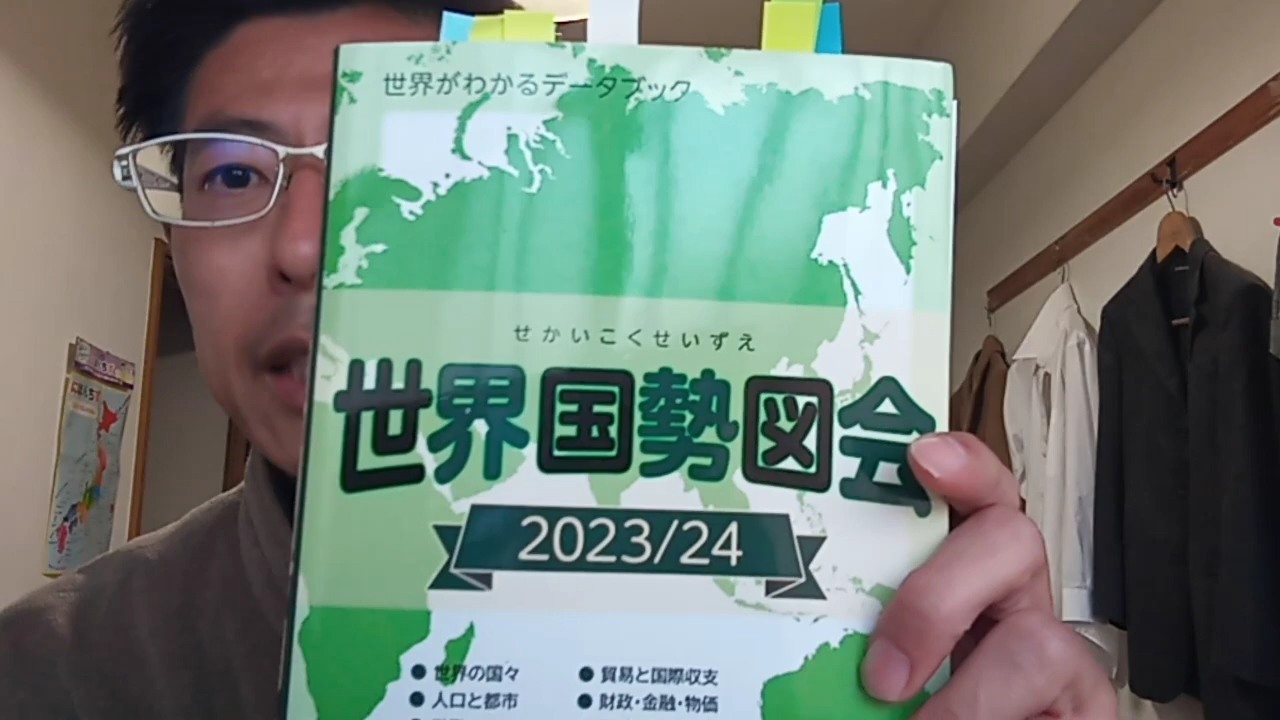 世界がわかるデータブック
せかいこくせいずえ
世界国勢図会
2023/24
● 世界の国々
● 貿易と国際収支
● 人口と都市
● 財政・金融・物価